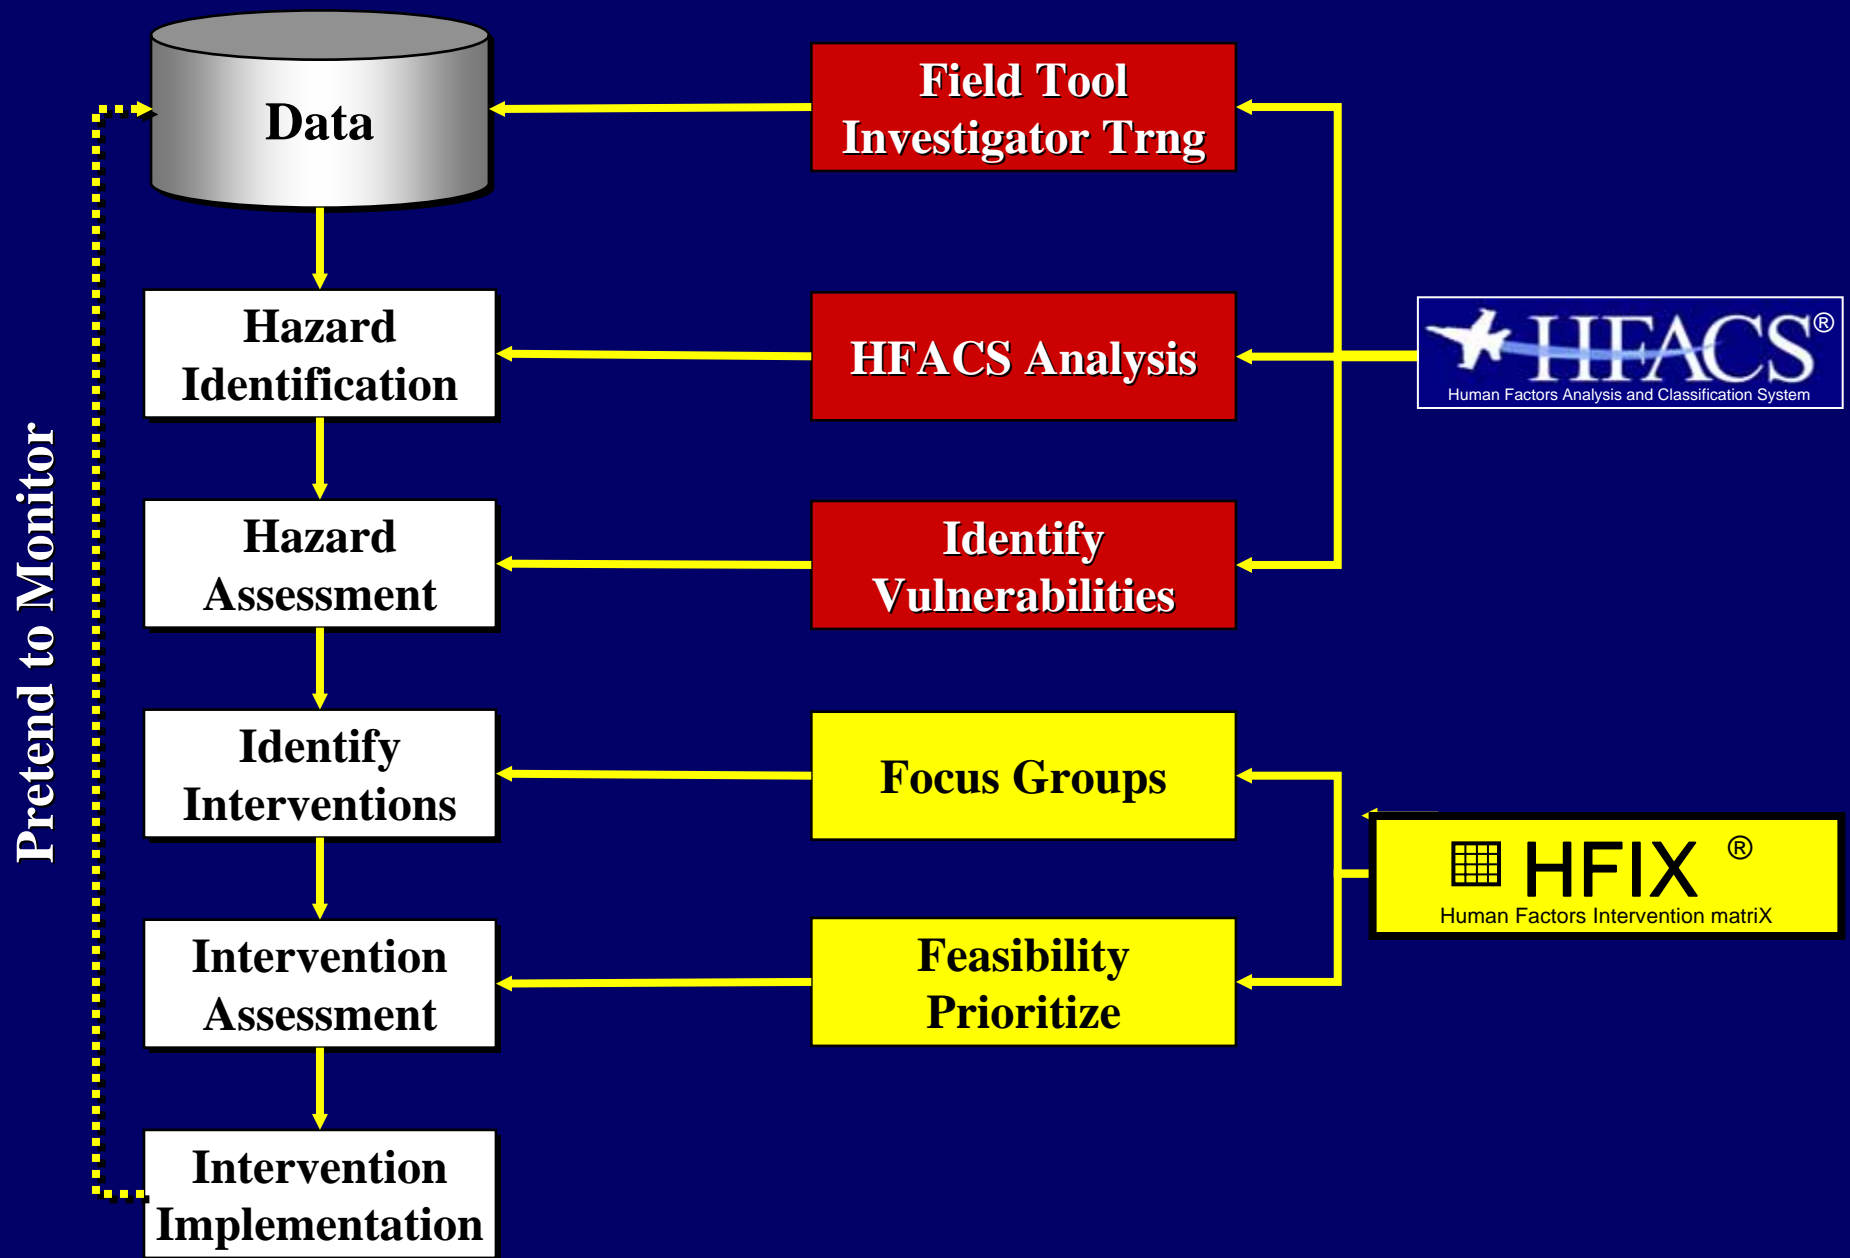 Data
Field Tool
Investigator Trng
Hazard
Identification
HFACS Analysis
HFACS®
Human Factors Analysis and Classification System
Pretend to Monitor
Hazard
Assessment
Identify
Vulnerabilities
Identify
Interventions
Focus Groups
HFIX ®
Human Factors Intervention matriX
Intervention
Assessment
Feasibility
Prioritize
Intervention
Implementation